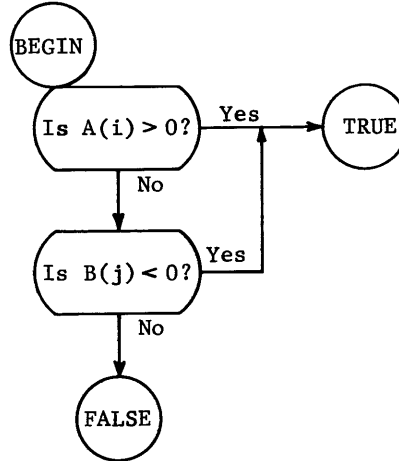 BEGIN
Is A(i) > 0?
Yes
TRUE
No
Is B(j) < 0?
Yes
No
FALSE